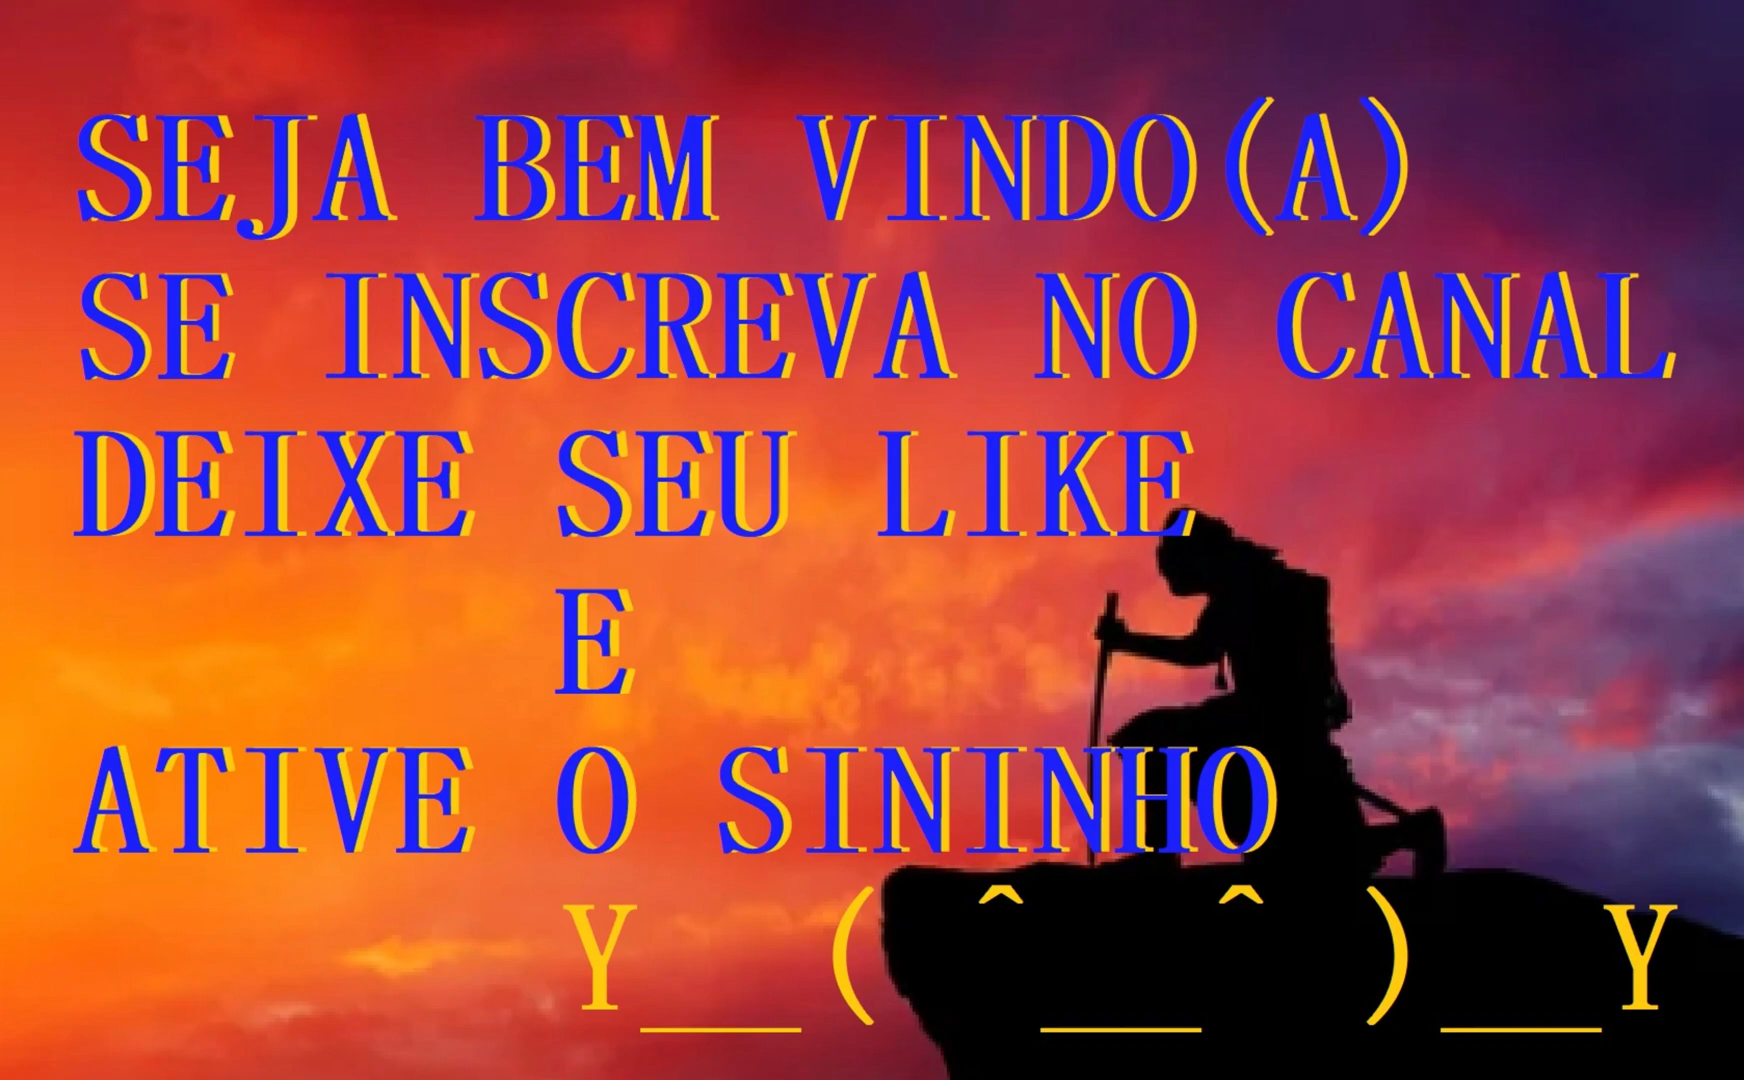 SEJA BEM VINDO(A)
SE INSCREVA NO CANAL
DEIXE SEU LIKE
E
ATIVE O SININHO
Y__( ^__^ )__Y